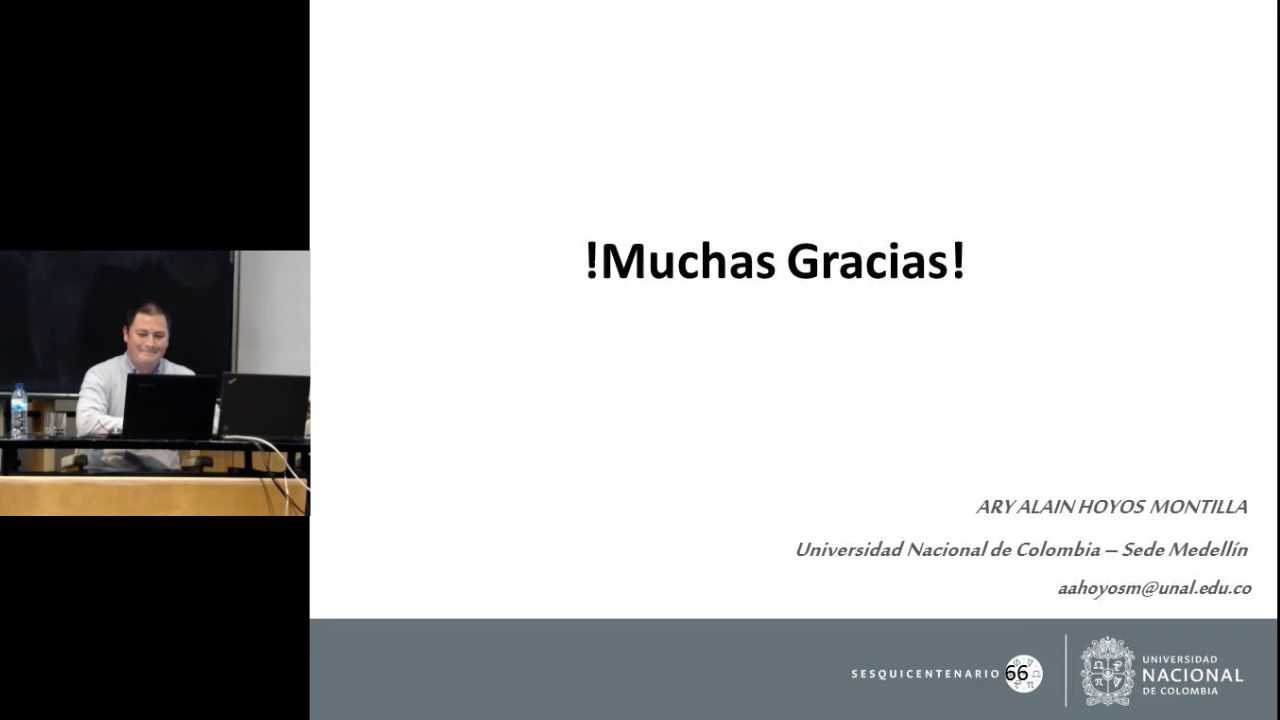 !Muchas Gracias!
ARY ALAIN HOYOS MONTILLA
Universidad Nacional de Colombia – Sede Medellín
aahoyosm@unal.edu.co
SESQUICENTENARIO 66
UNIVERSIDAD
NACIONAL
DE COLOMBIA